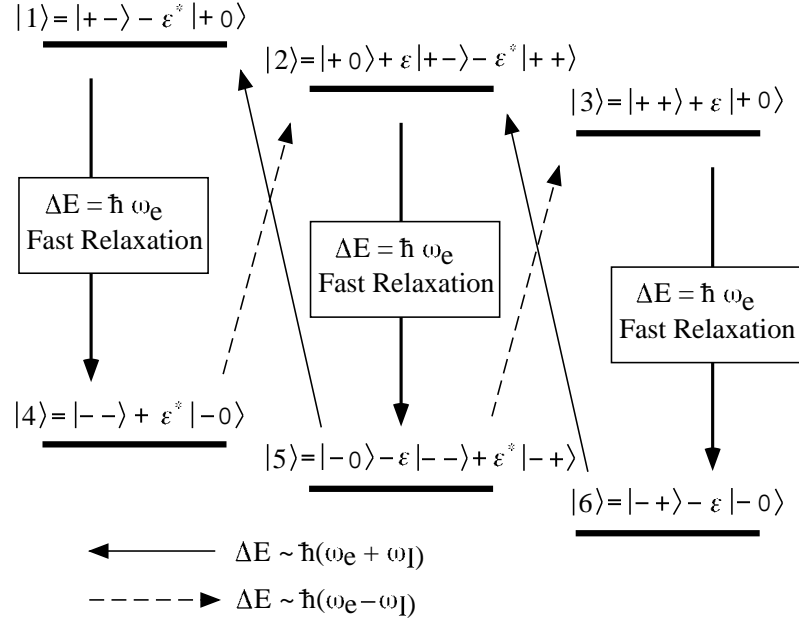 |1⟩=|+−⟩− ε*|+0⟩
|2⟩=|+0⟩+ ε|+−⟩− ε*|++⟩
|3⟩=|++⟩+ ε|+0⟩
ΔE = ħ ωe
Fast Relaxation
ΔE = ħ ωe
Fast Relaxation
ΔE = ħ ωe
Fast Relaxation
|4⟩=|−−⟩+ ε*|−0⟩
|5⟩=|−0⟩−ε|−−⟩+ε*|−+⟩
|6⟩=|−+⟩− ε|−0⟩
ΔE ~ ħ(ωe + ωI)
ΔE ~ ħ(ωe−ωI)